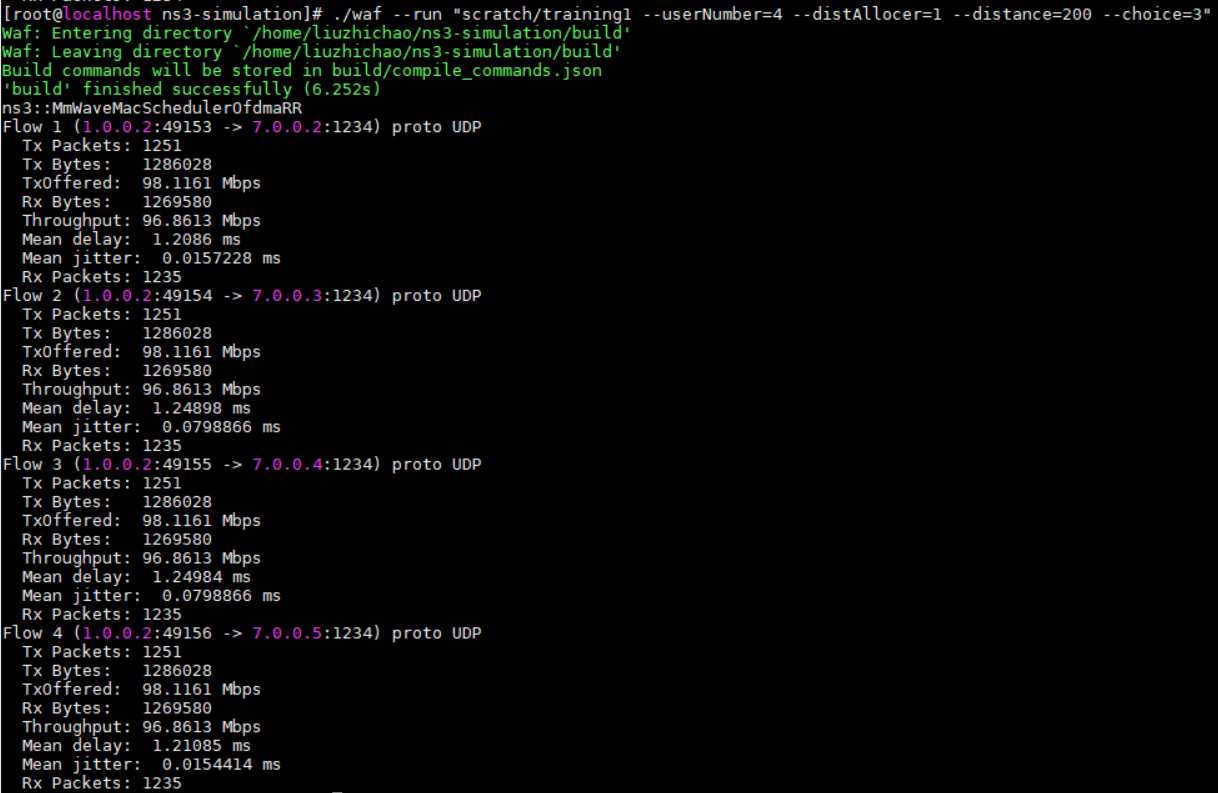 [root@localhost ns3-simulation]# ./waf --run "scratch/training1 --userNumber=4 --distAllocer=1 --distance=200 --choice=3"
Waf: Entering directory `/home/liuzhichao/ns3-simulation/build'
Waf: Leaving directory `/home/liuzhichao/ns3-simulation/build'
Build commands will be stored in build/compile_commands.json
'build' finished successfully (6.252s)
ns3::MmWaveMacSchedulerOfdmaRR
Flow 1 (1.0.0.2:49153 -> 7.0.0.2:1234) proto UDP
  Tx Packets: 1251
  Tx Bytes:   1286028
  TxOffered:  98.1161 Mbps
  Rx Bytes:   1269580
  Throughput: 96.8613 Mbps
  Mean delay:  1.2086 ms
  Mean jitter:  0.0157228 ms
  Rx Packets: 1235
Flow 2 (1.0.0.2:49154 -> 7.0.0.3:1234) proto UDP
  Tx Packets: 1251
  Tx Bytes:   1286028
  TxOffered:  98.1161 Mbps
  Rx Bytes:   1269580
  Throughput: 96.8613 Mbps
  Mean delay:  1.24898 ms
  Mean jitter:  0.0798866 ms
  Rx Packets: 1235
Flow 3 (1.0.0.2:49155 -> 7.0.0.4:1234) proto UDP
  Tx Packets: 1251
  Tx Bytes:   1286028
  TxOffered:  98.1161 Mbps
  Rx Bytes:   1269580
  Throughput: 96.8613 Mbps
  Mean delay:  1.24984 ms
  Mean jitter:  0.0798866 ms
  Rx Packets: 1235
Flow 4 (1.0.0.2:49156 -> 7.0.0.5:1234) proto UDP
  Tx Packets: 1251
  Tx Bytes:   1286028
  TxOffered:  98.1161 Mbps
  Rx Bytes:   1269580
  Throughput: 96.8613 Mbps
  Mean delay:  1.21085 ms
  Mean jitter:  0.0154414 ms
  Rx Packets: 1235